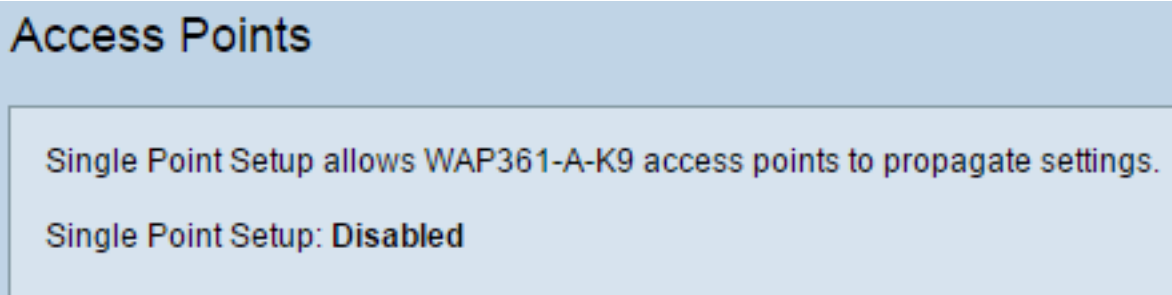 Access Points
Single Point Setup allows WAP361-A-K9 access points to propagate settings.
Single Point Setup: Disabled